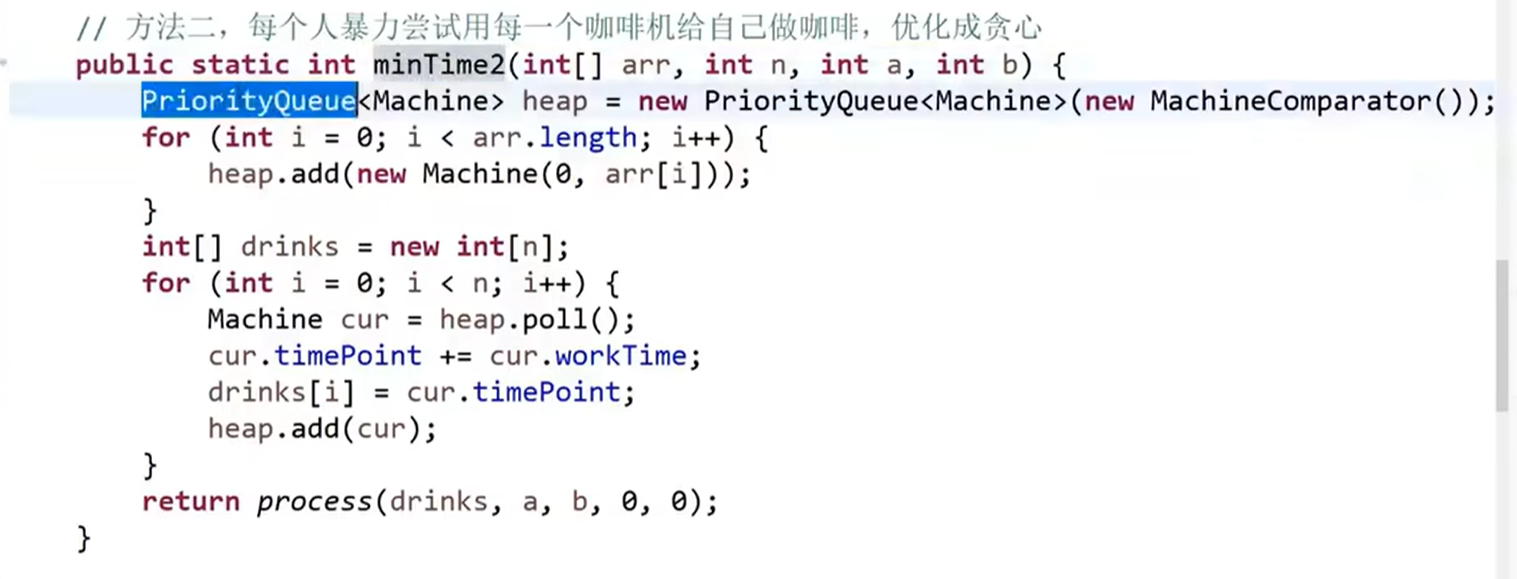 // 方法二，每个人暴力尝试用每一个咖啡机给自己做咖啡，优化成贪心
public static int minTime2(int[] arr, int n, int a, int b) {
PriorityQueue<Machine> heap = new PriorityQueue<Machine>(new MachineComparator());
for (int i = 0; i < arr.length; i++) {
heap.add(new Machine(0, arr[i]));
}
int[] drinks = new int[n];
for (int i = 0; i < n; i++) {
Machine cur = heap.poll();
cur.timePoint += cur.workTime;
drinks[i] = cur.timePoint;
heap.add(cur);
}
return process(drinks, a, b, 0, 0);
}